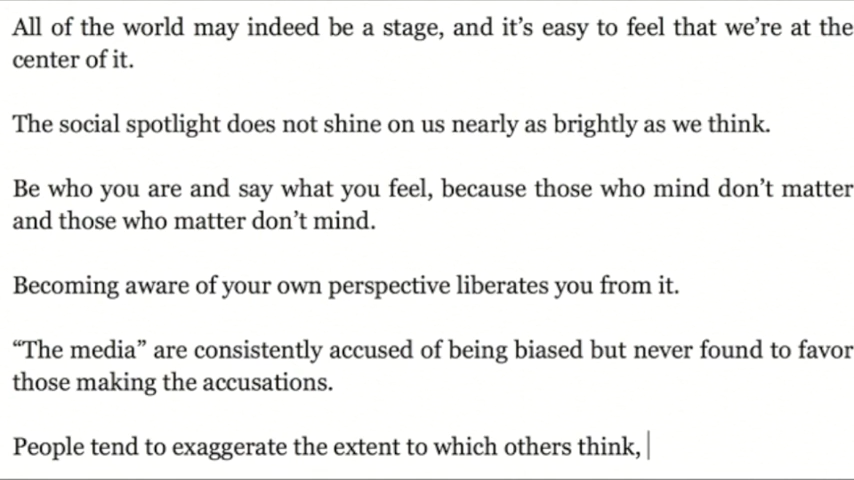 All of the world may indeed be a stage, and it’s easy to feel that we’re at the
center of it.
The social spotlight does not shine on us nearly as brightly as we think.
Be who you are and say what you feel, because those who mind don’t matter
and those who matter don’t mind.
Becoming aware of your own perspective liberates you from it.
“The media” are consistently accused of being biased but never found to favor
those making the accusations.
People tend to exaggerate the extent to which others think,